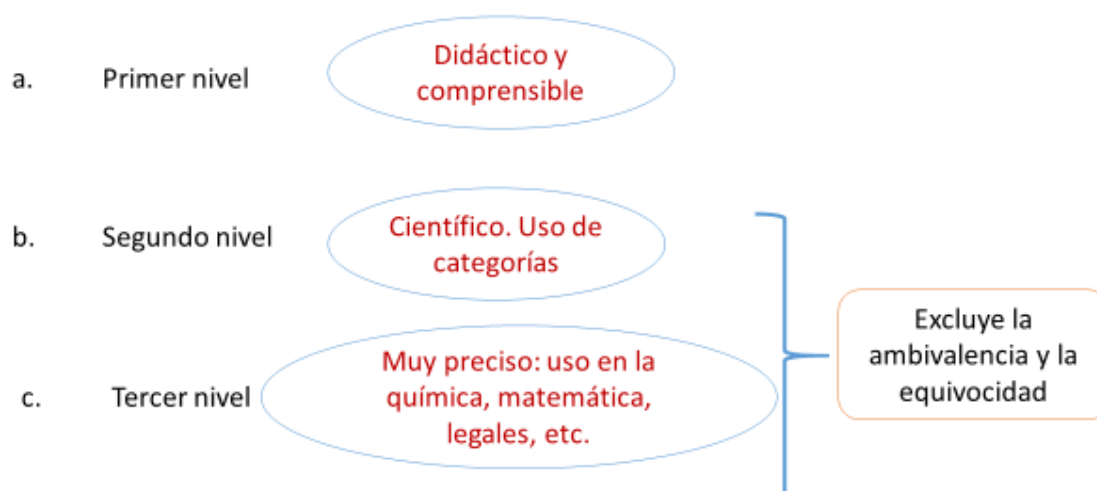 a. Primer nivel
Didáctico y
comprensible
b. Segundo nivel
Científico. Uso de
categorías
c. Tercer nivel
Muy preciso: uso en la
química, matemática,
legales, etc.
Excluye la
ambivalencia y la
equivocidad